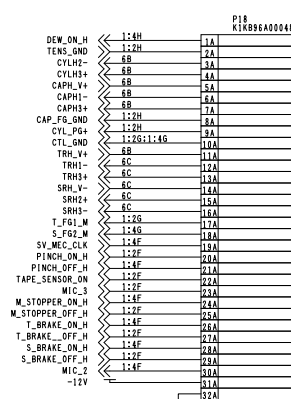 P18
K1KB96A00048
DEW_ON_H 1:4H 1A
TENS_GND 1:2H 2A
CYLH2- 6B 3A
CYLH3+ 6B 4A
CAPH_V+ 6B 5A
CAPH1- 6B 6A
CAPH3+ 6B 7A
CAP_FG_GND 1:2H 8A
CYL_PG+ 1:2H 9A
CTL_GND 1:2G:1:4G 10A
TRH_V+ 6B 11A
TRH1- 6C 12A
TRH3+ 6C 13A
SRH_V- 6C 14A
SRH2+ 6C 15A
SRH3- 6C 16A
T_FG1_M 1:2G 17A
S_FG2_M 1:4G 18A
SV_MEC_CLK 1:4F 19A
PINCH_ON_H 1:2F 20A
PINCH_OFF_H 1:4F 21A
TAPE_SENSOR_ON 1:2F 22A
MIC_3 1:2F 23A
M_STOPPER_ON_H 1:4F 24A
M_STOPPER_OFF_H 1:2F 25A
T_BRAKE_ON_H 1:4F 26A
T_BRAKE__OFF_H 1:2F 27A
S_BRAKE_ON_H 1:4F 28A
S_BRAKE_OFF_H 1:2F 29A
MIC_2 1:4F 30A
-12V 31A
32A